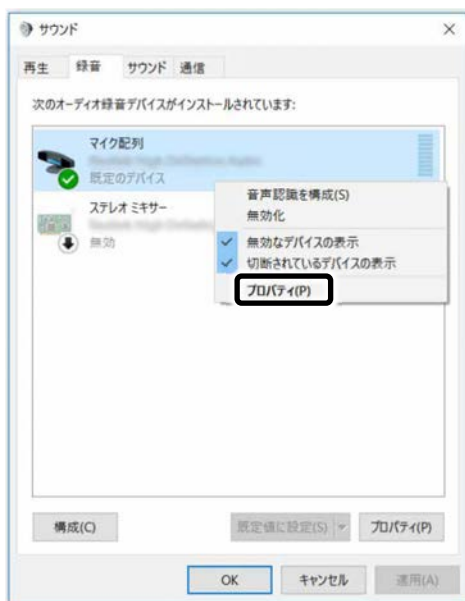 サウンド
再生 録音 サウンド 通信
次のオーディオ録音デバイスがインストールされています:
マイク配列
既定のデバイス
ステレオ ミキサー
無効
音声認識を構成(S)
無効化
無効なデバイスの表示
切断されているデバイスの表示
プロパティ(P)
構成(C) 既定値に設定(S) プロパティ(P)
OK キャンセル 適用(A)